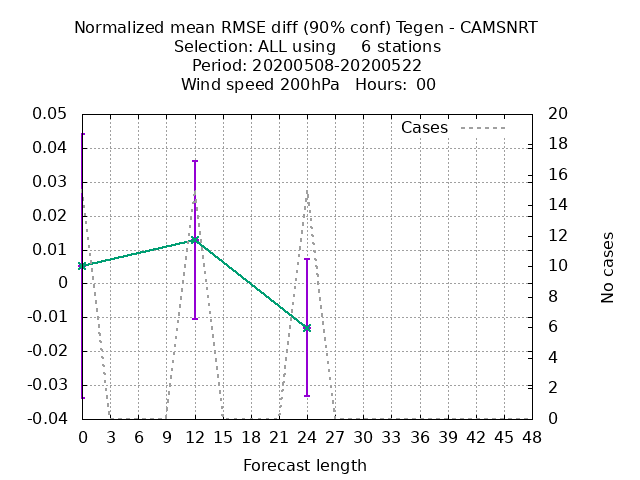 Normalized mean RMSE diff (90% conf) Tegen - CAMSNRT
Selection: ALL using 6 stations
Period: 20200508-20200522
Wind speed 200hPa Hours: 00
Cases
0.05
0.04
0.03
0.02
0.01
0
-0.01
-0.02
-0.03
-0.04
20
18
16
14
12
10
8
6
4
2
0
No cases
0 3 6 9 12 15 18 21 24 27 30 33 36 39 42 45 48
Forecast length